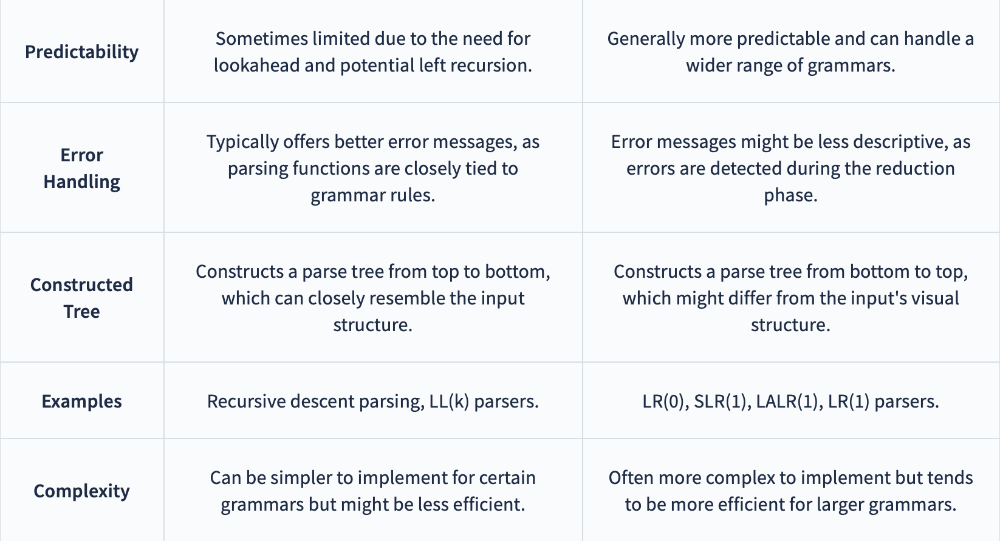 Predictability
Sometimes limited due to the need for
lookahead and potential left recursion.
Generally more predictable and can handle a
wider range of grammars.
Error
Handling
Typically offers better error messages, as
parsing functions are closely tied to
grammar rules.
Error messages might be less descriptive, as
errors are detected during the reduction
phase.
Constructed
Tree
Constructs a parse tree from top to bottom,
which can closely resemble the input
structure.
Constructs a parse tree from bottom to top,
which might differ from the input's visual
structure.
Examples
Recursive descent parsing, LL(k) parsers.
LR(0), SLR(1), LALR(1), LR(1) parsers.
Complexity
Can be simpler to implement for certain
grammars but might be less efficient.
Often more complex to implement but tends
to be more efficient for larger grammars.